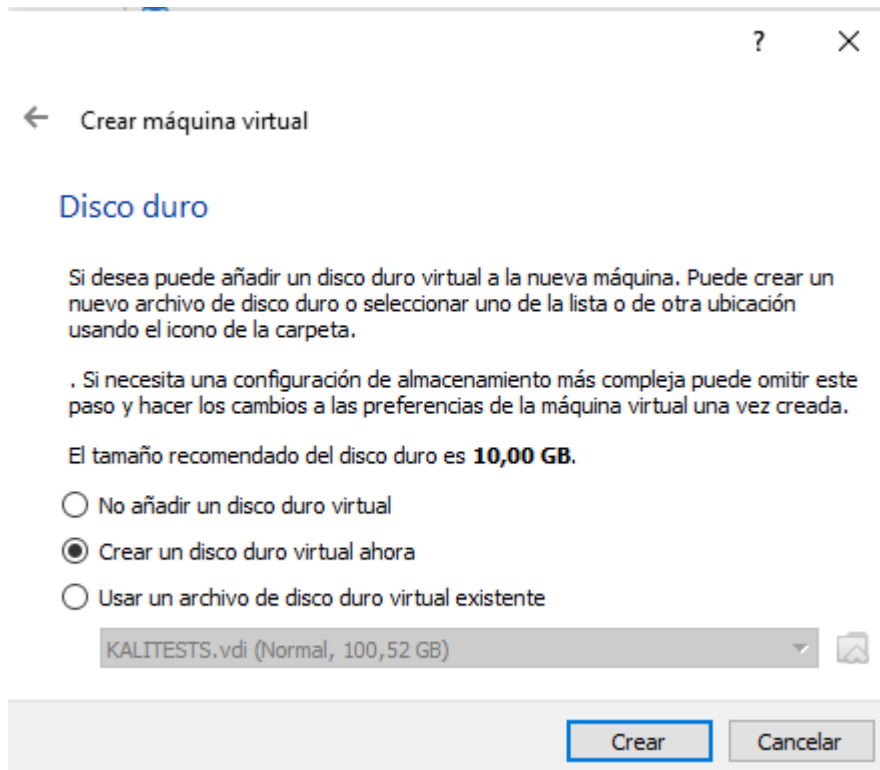 ?
Crear máquina virtual
Disco duro
Si desea puede añadir un disco duro virtual a la nueva máquina. Puede crear un
nuevo archivo de disco duro o seleccionar uno de la lista o de otra ubicación
usando el icono de la carpeta.
. Si necesita una configuración de almacenamiento más compleja puede omitir este
paso y hacer los cambios a las preferencias de la máquina virtual una vez creada.
El tamaño recomendado del disco duro es 10,00 GB.
No añadir un disco duro virtual
Crear un disco duro virtual ahora
Usar un archivo de disco duro virtual existente
KALITESTS.vdi (Normal, 100,52 GB)
Crear Cancelar